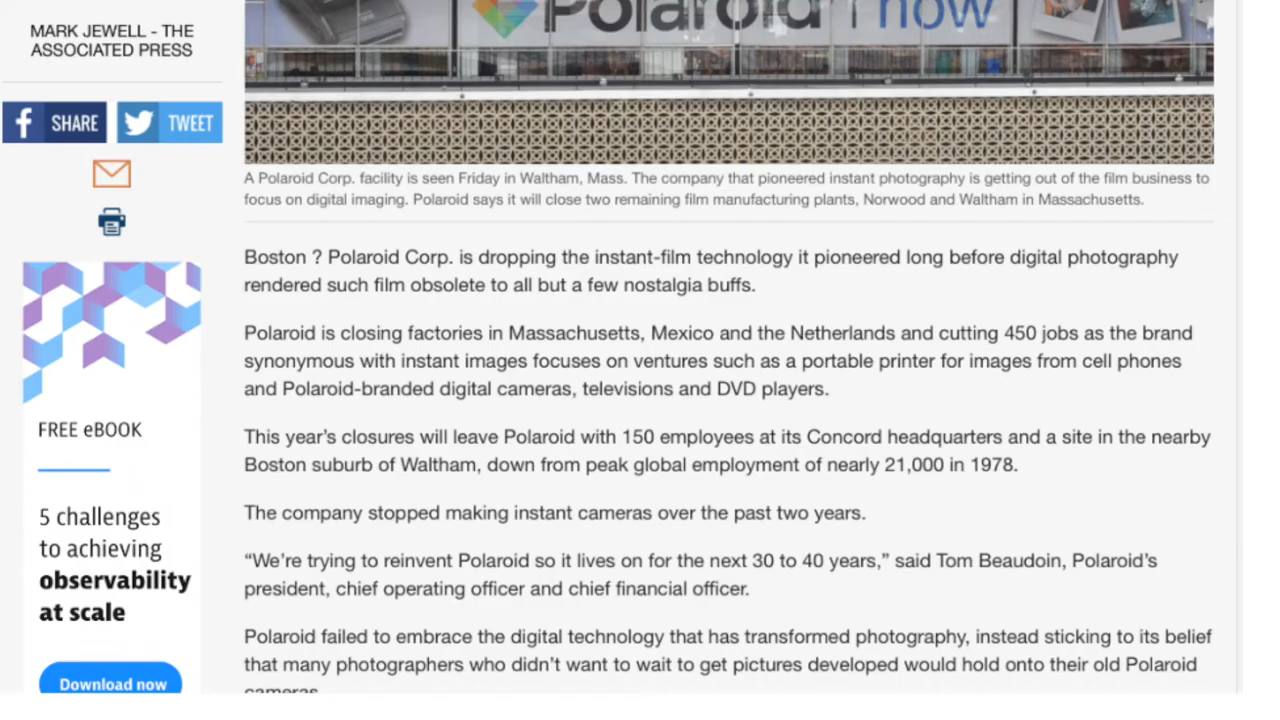 Polaroid now
MARK JEWELL - THE
ASSOCIATED PRESS
SHARE
TWEET
A Polaroid Corp. facility is seen Friday in Waltham, Mass. The company that pioneered instant photography is getting out of the film business to
focus on digital imaging. Polaroid says it will close two remaining film manufacturing plants, Norwood and Waltham in Massachusetts.
Boston ? Polaroid Corp. is dropping the instant-film technology it pioneered long before digital photography
rendered such film obsolete to all but a few nostalgia buffs.
Polaroid is closing factories in Massachusetts, Mexico and the Netherlands and cutting 450 jobs as the brand
synonymous with instant images focuses on ventures such as a portable printer for images from cell phones
and Polaroid-branded digital cameras, televisions and DVD players.
This year’s closures will leave Polaroid with 150 employees at its Concord headquarters and a site in the nearby
Boston suburb of Waltham, down from peak global employment of nearly 21,000 in 1978.
The company stopped making instant cameras over the past two years.
“We’re trying to reinvent Polaroid so it lives on for the next 30 to 40 years,” said Tom Beaudoin, Polaroid’s
president, chief operating officer and chief financial officer.
Polaroid failed to embrace the digital technology that has transformed photography, instead sticking to its belief
that many photographers who didn’t want to wait to get pictures developed would hold onto their old Polaroid
cameras
FREE eBOOK
5 challenges
to achieving
observability
at scale
Download now